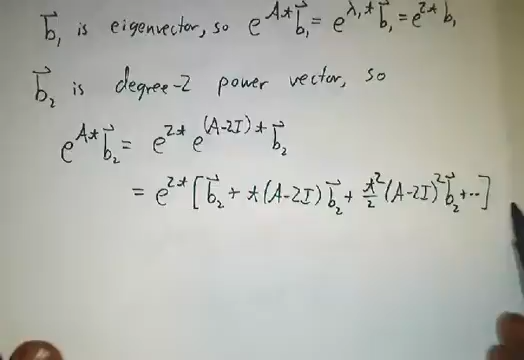 b⃗₁ is eigenvector, so e^{At} b⃗₁ = e^{λ₁t} b⃗₁ = e^{2t} b₁
b⃗₂ is degree-2 power vector, so
e^{At} b⃗₂ = e^{2t} e^{(A-2I)t} b⃗₂
= e^{2t} [b⃗₂ + t(A-2I) b⃗₂ + t²/2 (A-2I)² b⃗₂ + ...]